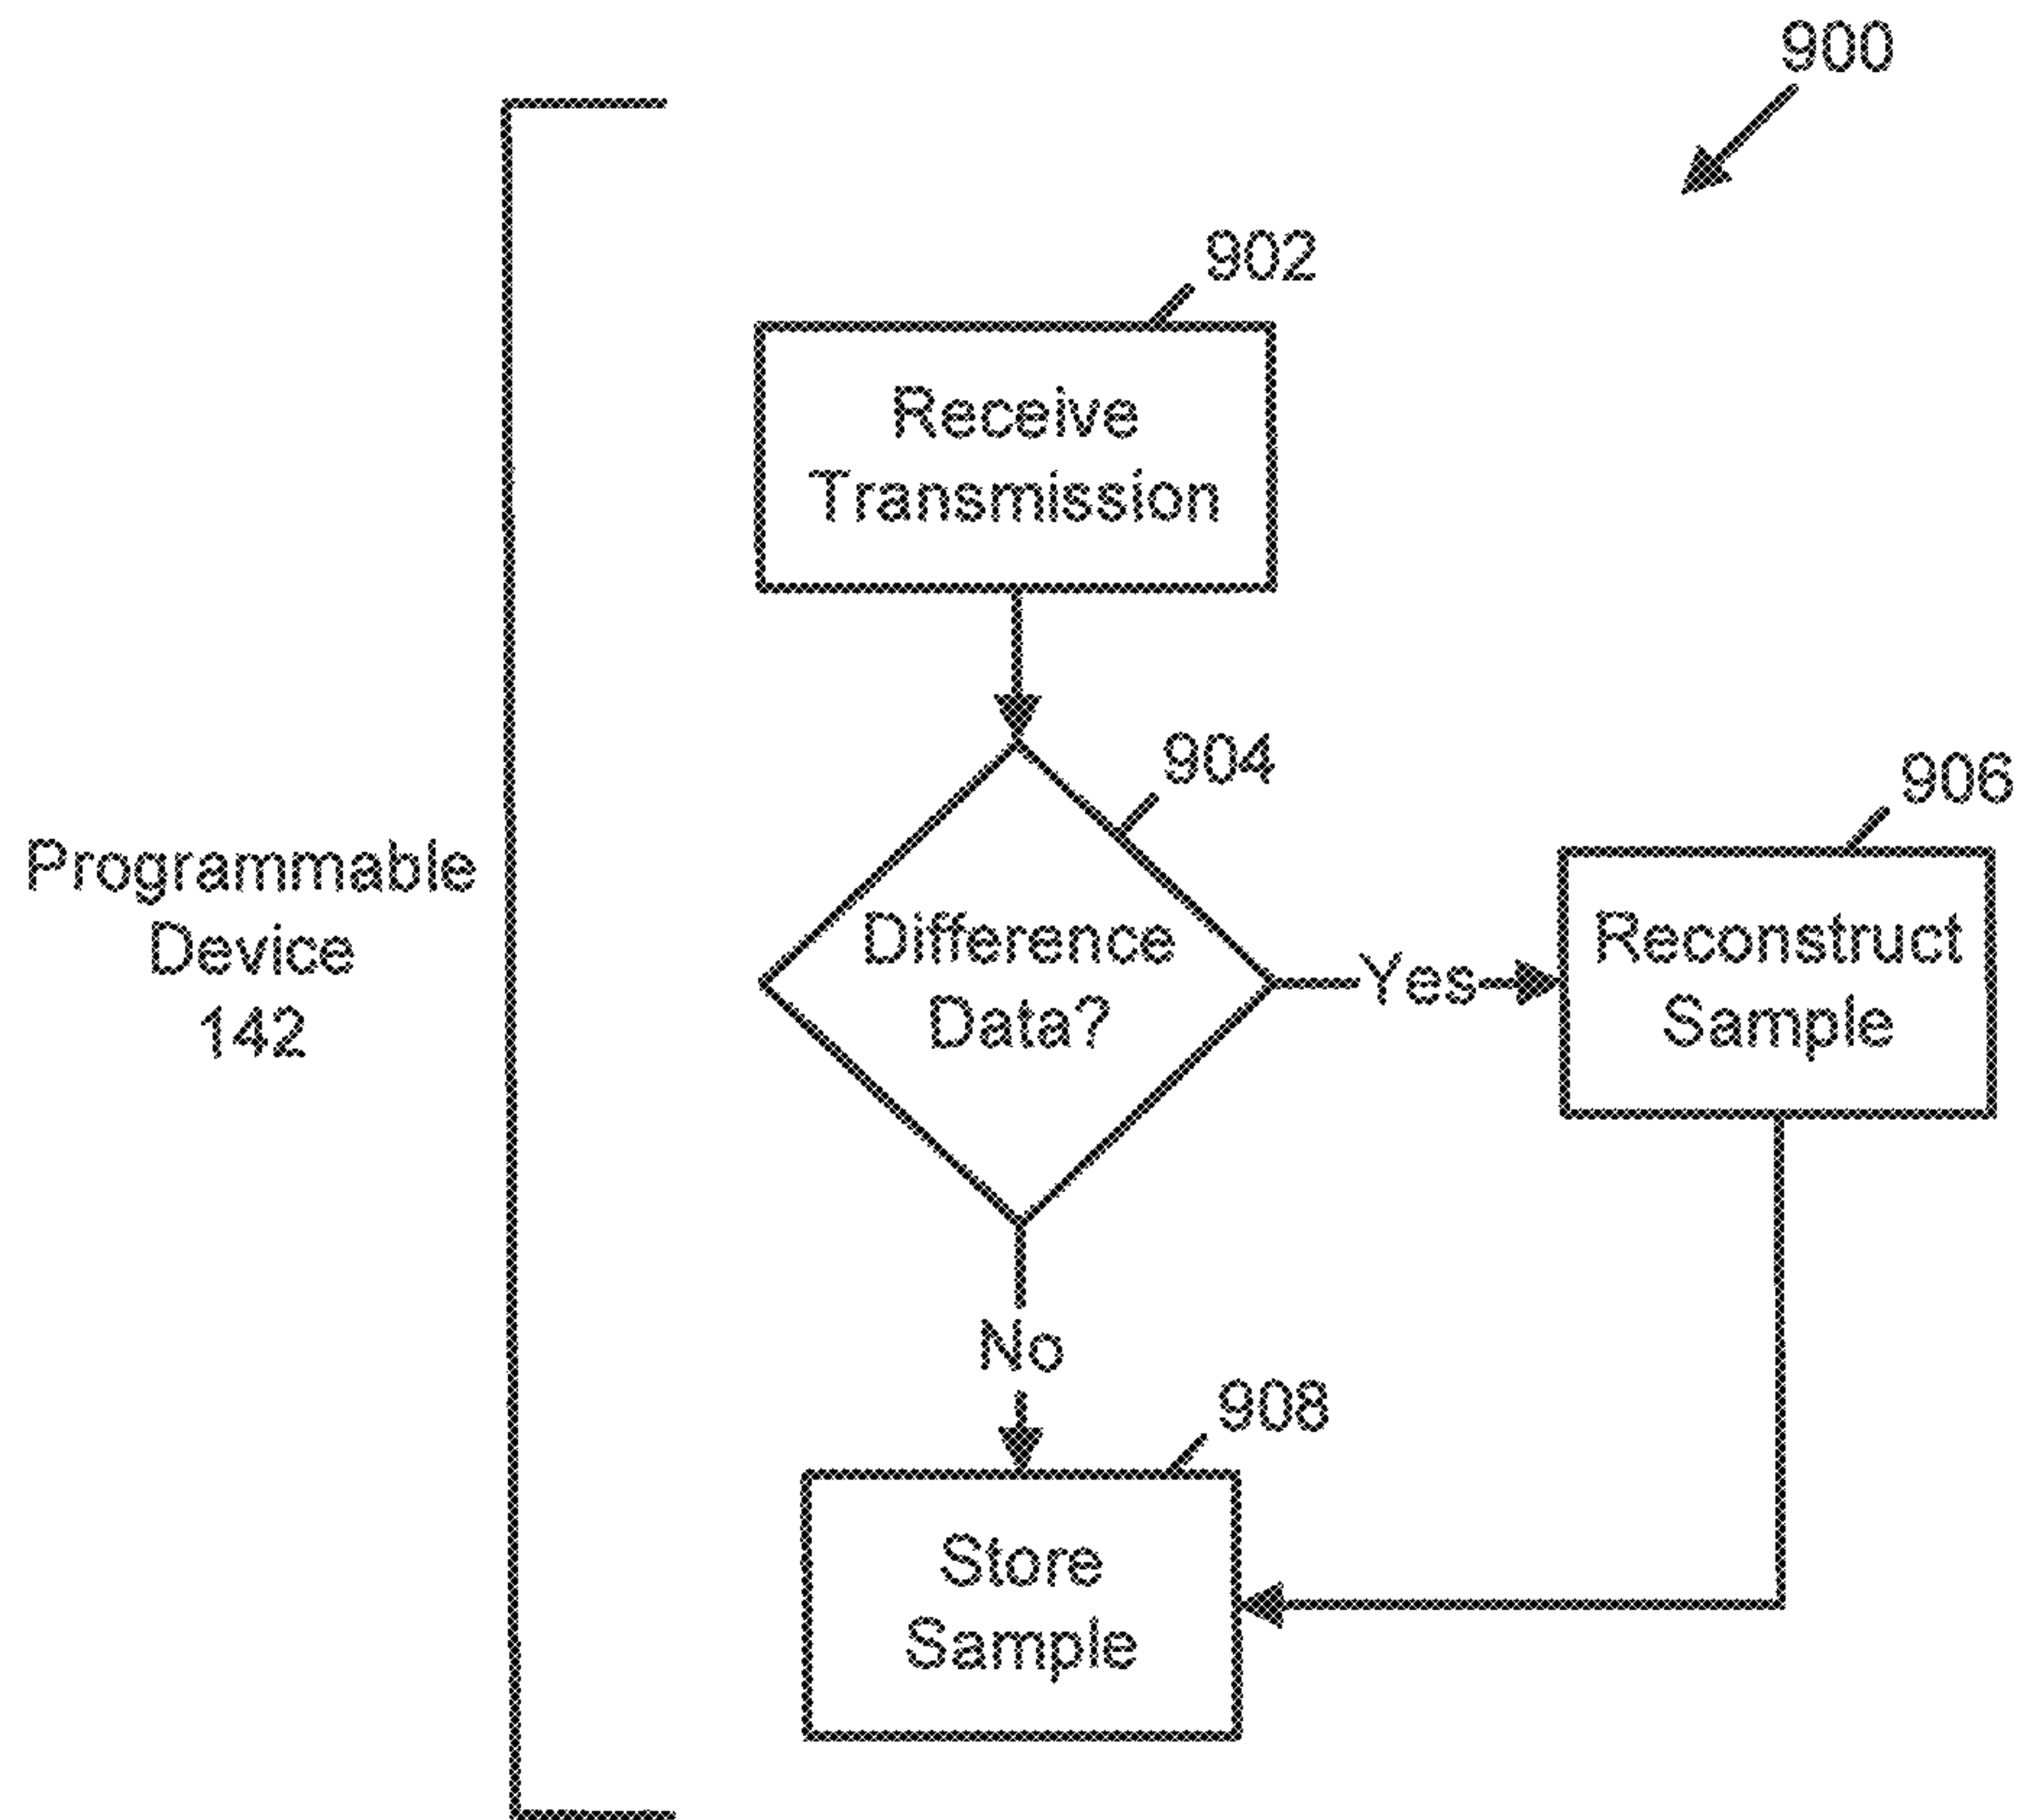 900
902
Receive
Transmission
904
906
Programmable
Device
142
Difference
Data?
Yes
Reconstruct
Sample
No
908
Store
Sample